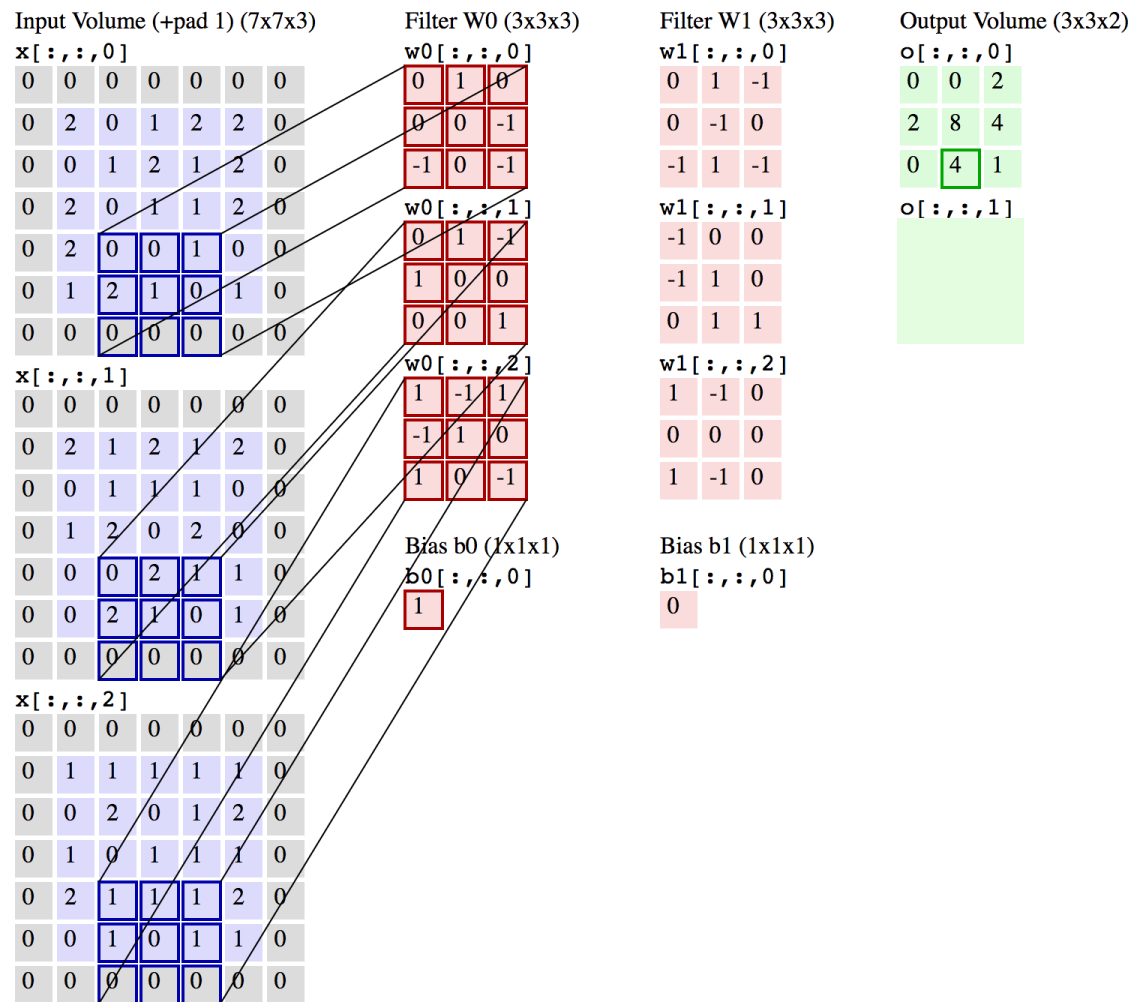 Input Volume (+pad 1) (7x7x3)
x[:,:,0]
0 0 0 0 0 0 0
0 2 0 1 2 2 0
0 0 1 2 1 2 0
0 2 0 1 1 2 0
0 2 0 0 1 0 0
0 1 2 1 0 1 0
0 0 0 0 0 0 0
x[:,:,1]
0 0 0 0 0 0 0
0 2 1 2 1 2 0
0 0 1 1 1 0 0
0 1 2 0 2 0 0
0 0 0 2 1 1 0
0 0 2 1 0 1 0
0 0 0 0 0 0 0
x[:,:,2]
0 0 0 0 0 0 0
0 1 1 1 1 1 0
0 0 2 0 1 2 0
0 1 0 1 1 1 0
0 2 1 1 1 2 0
0 0 1 0 1 1 0
0 0 0 0 0 0 0
Filter W0 (3x3x3)
w0[:,:,0]
0 1 0
0 0 -1
-1 0 -1
w0[:,:,1]
0 1 -1
1 0 0
0 0 1
w0[:,:,2]
1 -1 1
-1 1 0
1 0 -1
Bias b0 (1x1x1)
b0[:,:,0]
1
Filter W1 (3x3x3)
w1[:,:,0]
0 1 -1
0 -1 0
-1 1 -1
w1[:,:,1]
-1 0 0
-1 1 0
0 1 1
w1[:,:,2]
1 -1 0
0 0 0
1 -1 0
Bias b1 (1x1x1)
b1[:,:,0]
0
Output Volume (3x3x2)
o[:,:,0]
0 0 2
2 8 4
0 4 1
o[:,:,1]